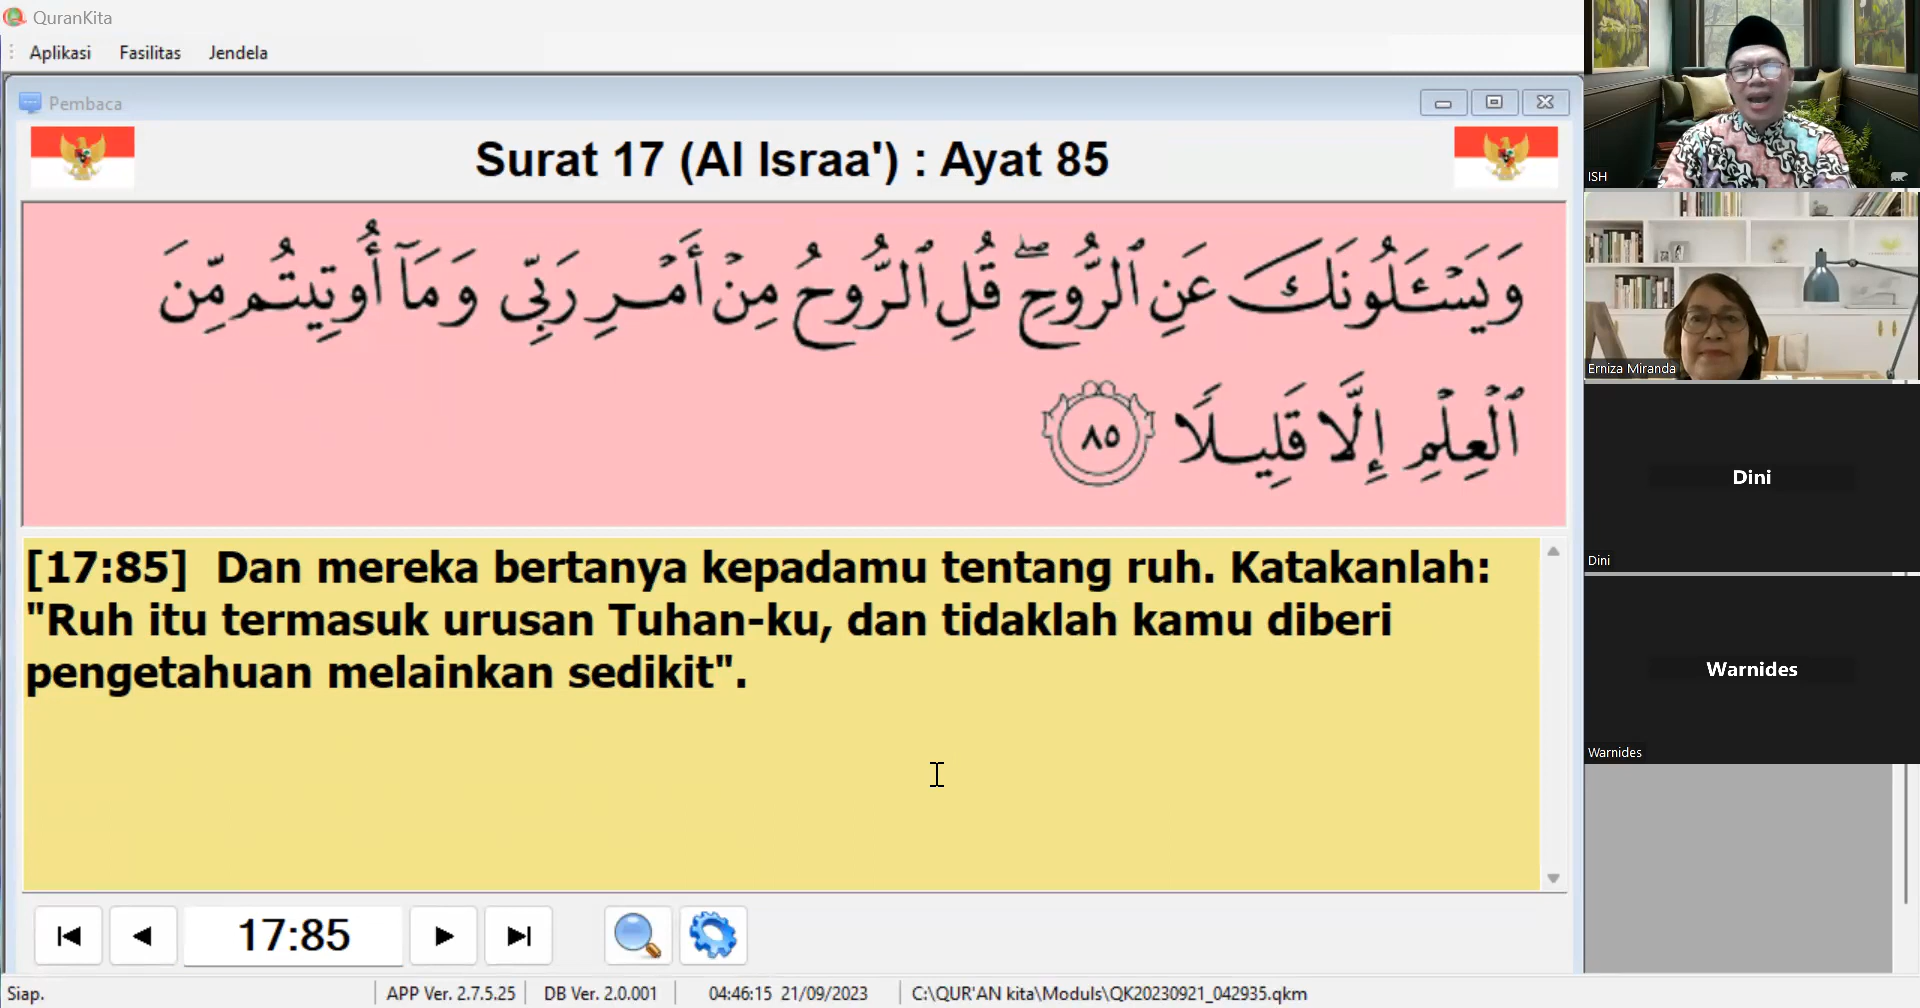 QuranKita
Aplikasi Fasilitas Jendela
Pembaca
Surat 17 (Al Israa') : Ayat 85
وَيَسْـَٔلُونَكَ عَنِ ٱلرُّوحِ ۖ قُلِ ٱلرُّوحُ مِنْ أَمْرِ رَبِّى وَمَآ أُوتِيتُم مِّنَ
ٱلْعِلْمِ إِلَّا قَلِيلًا ٨٥
[17:85] Dan mereka bertanya kepadamu tentang ruh. Katakanlah:
"Ruh itu termasuk urusan Tuhan-ku, dan tidaklah kamu diberi
pengetahuan melainkan sedikit".
17:85
Siap. APP Ver. 2.7.5.25 DB Ver. 2.0.001 04:46:15 21/09/2023 C:\QUR'AN kita\Moduls\QK20230921_042935.qkm
ISH
Erniza Miranda
Dini
Dini
Warnides
Warnides